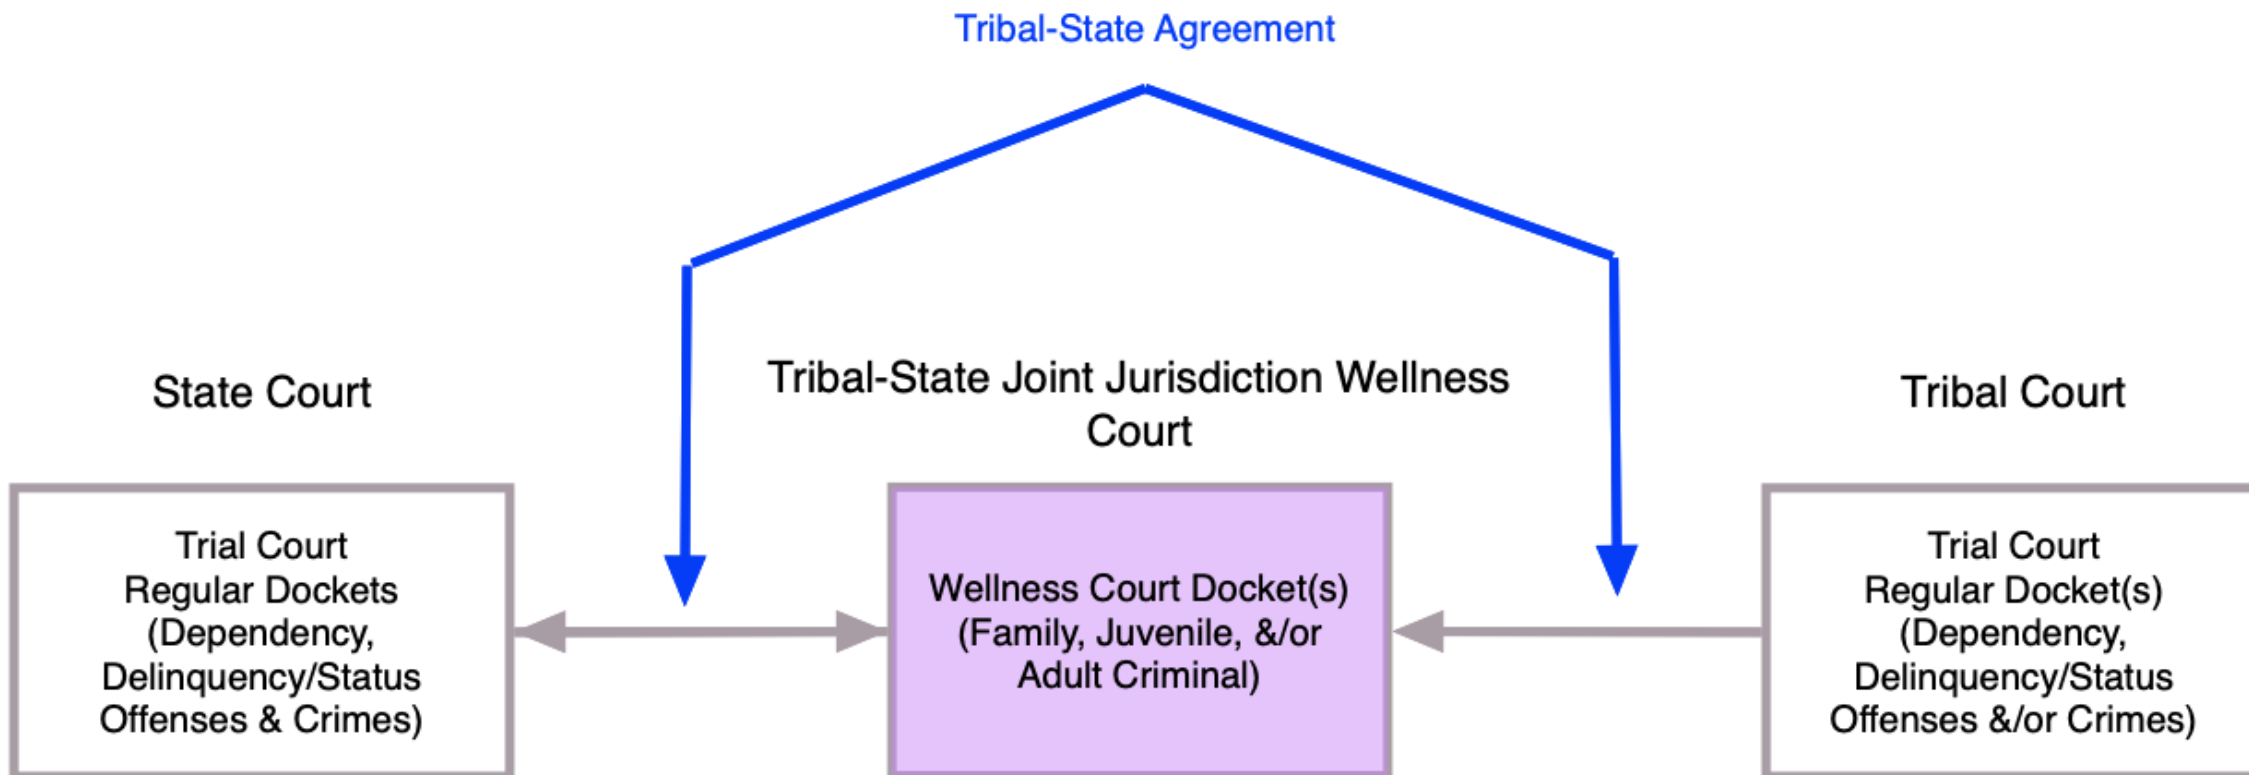 Tribal-State Agreement
State Court
Tribal-State Joint Jurisdiction Wellness
Court
Tribal Court
Trial Court
Regular Dockets
(Dependency,
Delinquency/Status
Offenses & Crimes)
Wellness Court Docket(s)
(Family, Juvenile, &/or
Adult Criminal)
Trial Court
Regular Docket(s)
(Dependency,
Delinquency/Status
Offenses &/or Crimes)